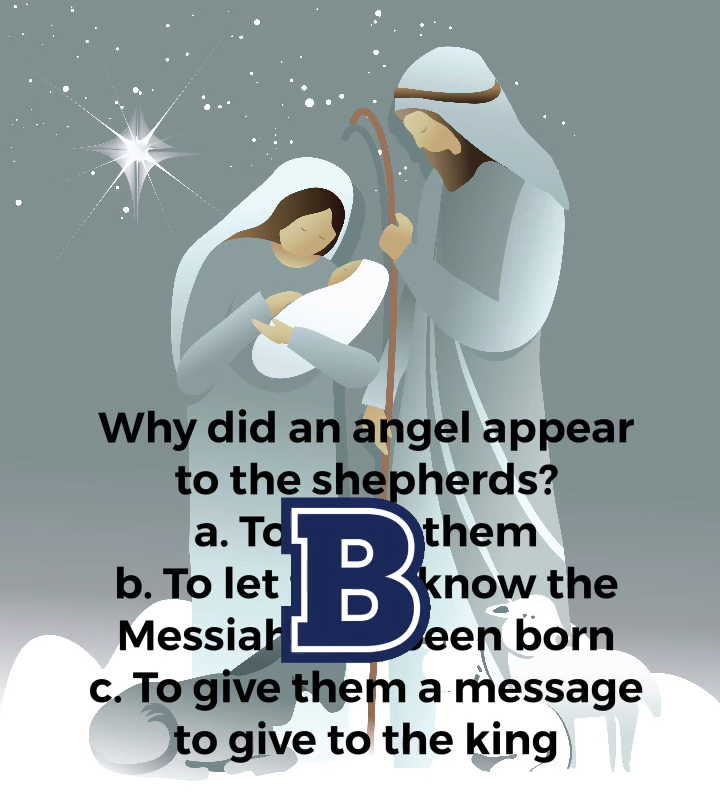 Why did an angel appear
to the shepherds?
a. To them
b. To let know the
Messiah een born
c. To give them a message
to give to the king
B